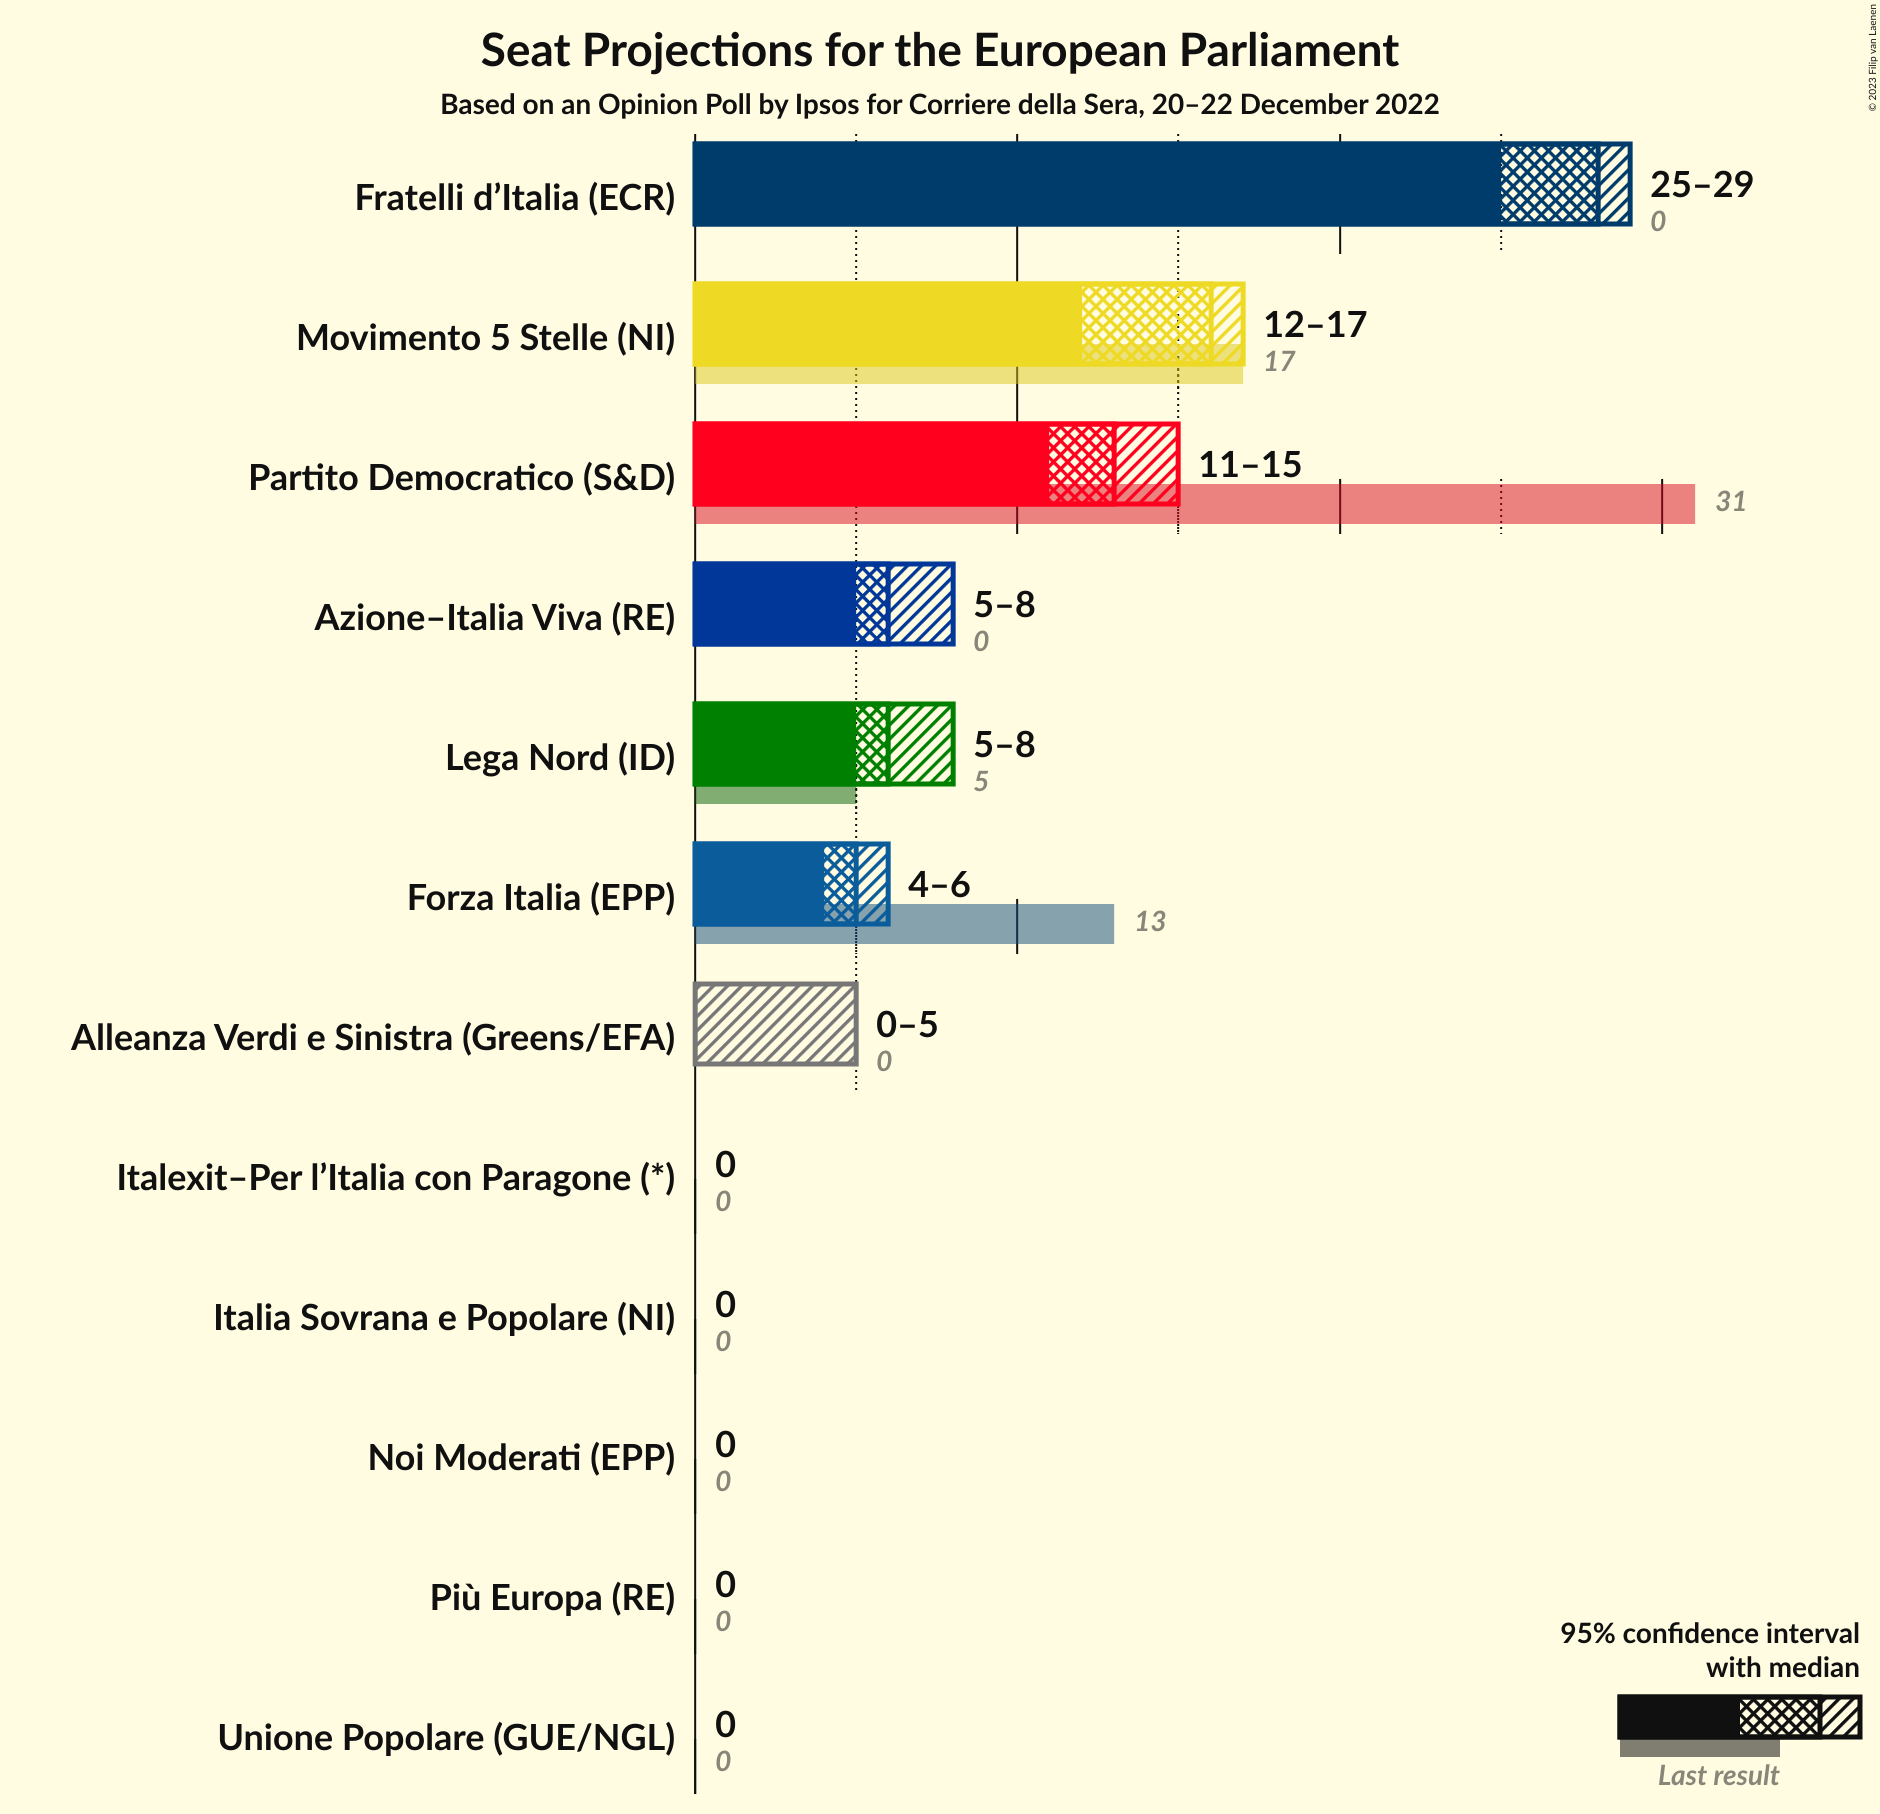 Seat Projections for the European Parliament
Based on an Opinion Poll by Ipsos for Corriere della Sera, 20–22 December 2022
© 2023 Filip van Laenen
Fratelli d’Italia (ECR)
25–29
0
Movimento 5 Stelle (NI)
12–17
17
Partito Democratico (S&D)
11–15
31
Azione–Italia Viva (RE)
5–8
0
Lega Nord (ID)
5–8
5
Forza Italia (EPP)
4–6
13
Alleanza Verdi e Sinistra (Greens/EFA)
0–5
0
Italexit–Per l’Italia con Paragone (*)
0
0
Italia Sovrana e Popolare (NI)
0
0
Noi Moderati (EPP)
0
0
Più Europa (RE)
0
0
Unione Popolare (GUE/NGL)
0
0
95% confidence interval
with median
Last result